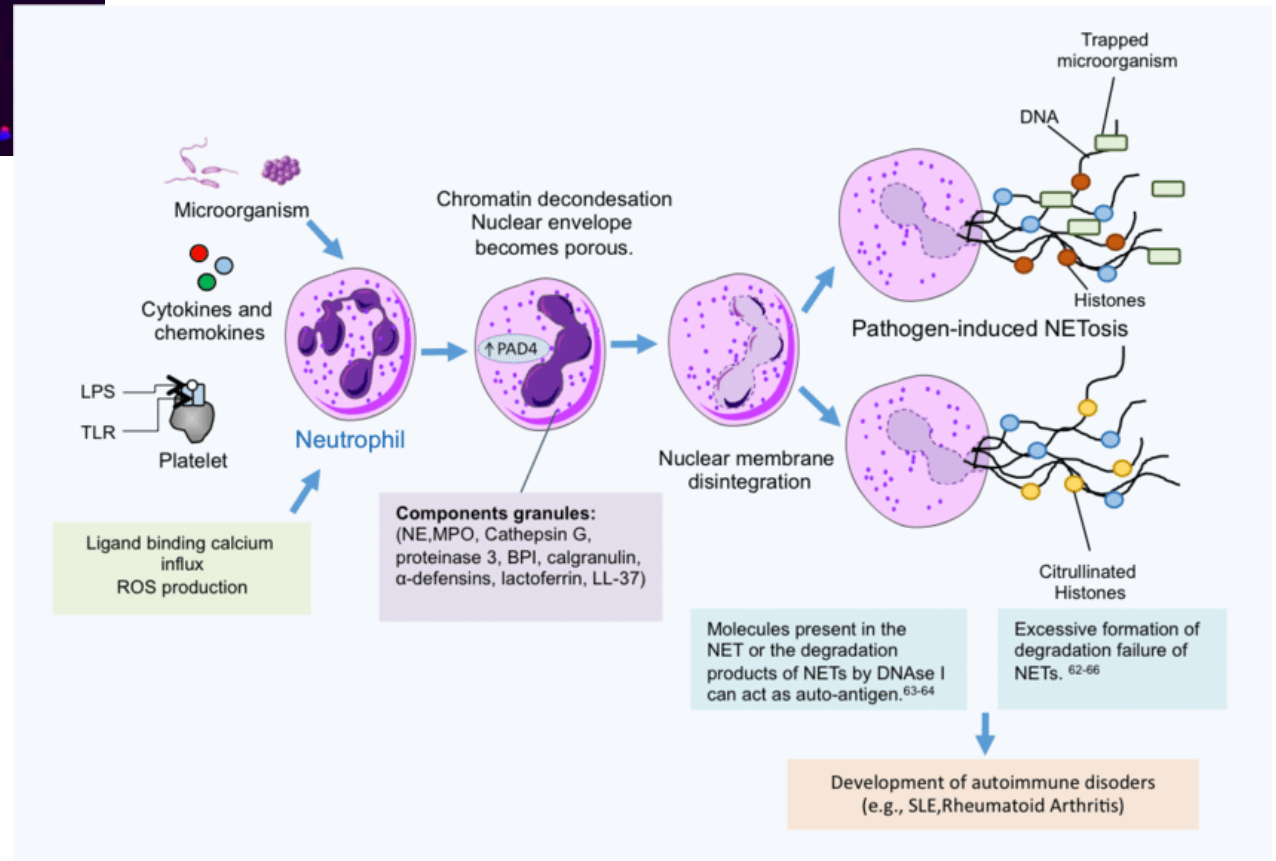 Trapped
microorganism
DNA
Microorganism
Chromatin decondesation
Nuclear envelope
becomes porous.
Cytokines and
chemokines
Histones
Pathogen-induced NETosis
↑ PAD4
LPS
TLR
Platelet
Neutrophil
Nuclear membrane
disintegration
Components granules:
(NE,MPO, Cathepsin G,
proteinase 3, BPI, calgranulin,
α-defensins, lactoferrin, LL-37)
Ligand binding calcium
influx
ROS production
Citrullinated
Histones
Molecules present in the
NET or the degradation
products of NETs by DNAse I
can act as auto-antigen.63-64
Excessive formation of
degradation failure of
NETs. 62-66
Development of autoimmune disoders
(e.g., SLE,Rheumatoid Arthritis)